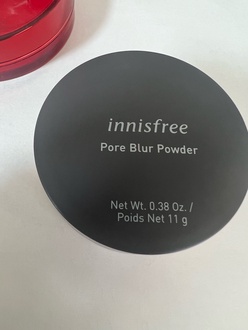 innisfree
Pore Blur Powder
Net Wt. 0.38 Oz. /
Poids Net 11 g